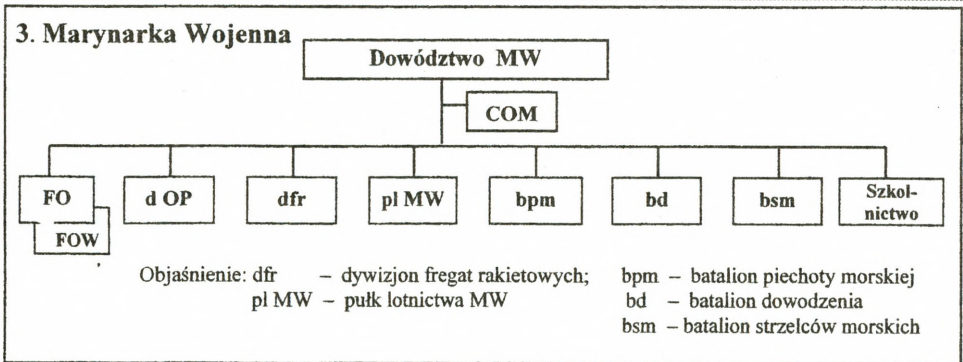 3. Marynarka Wojenna
Dowództwo MW
COM
FO
FOW
d OP
dfr
pl MW
bpm
bd
bsm
Szkol-
nictwo
Objaśnienie: dfr – dywizjon fregat rakietowych; bpm – batalion piechoty morskiej
pl MW – pułk lotnictwa MW bd – batalion dowodzenia
bsm – batalion strzelców morskich